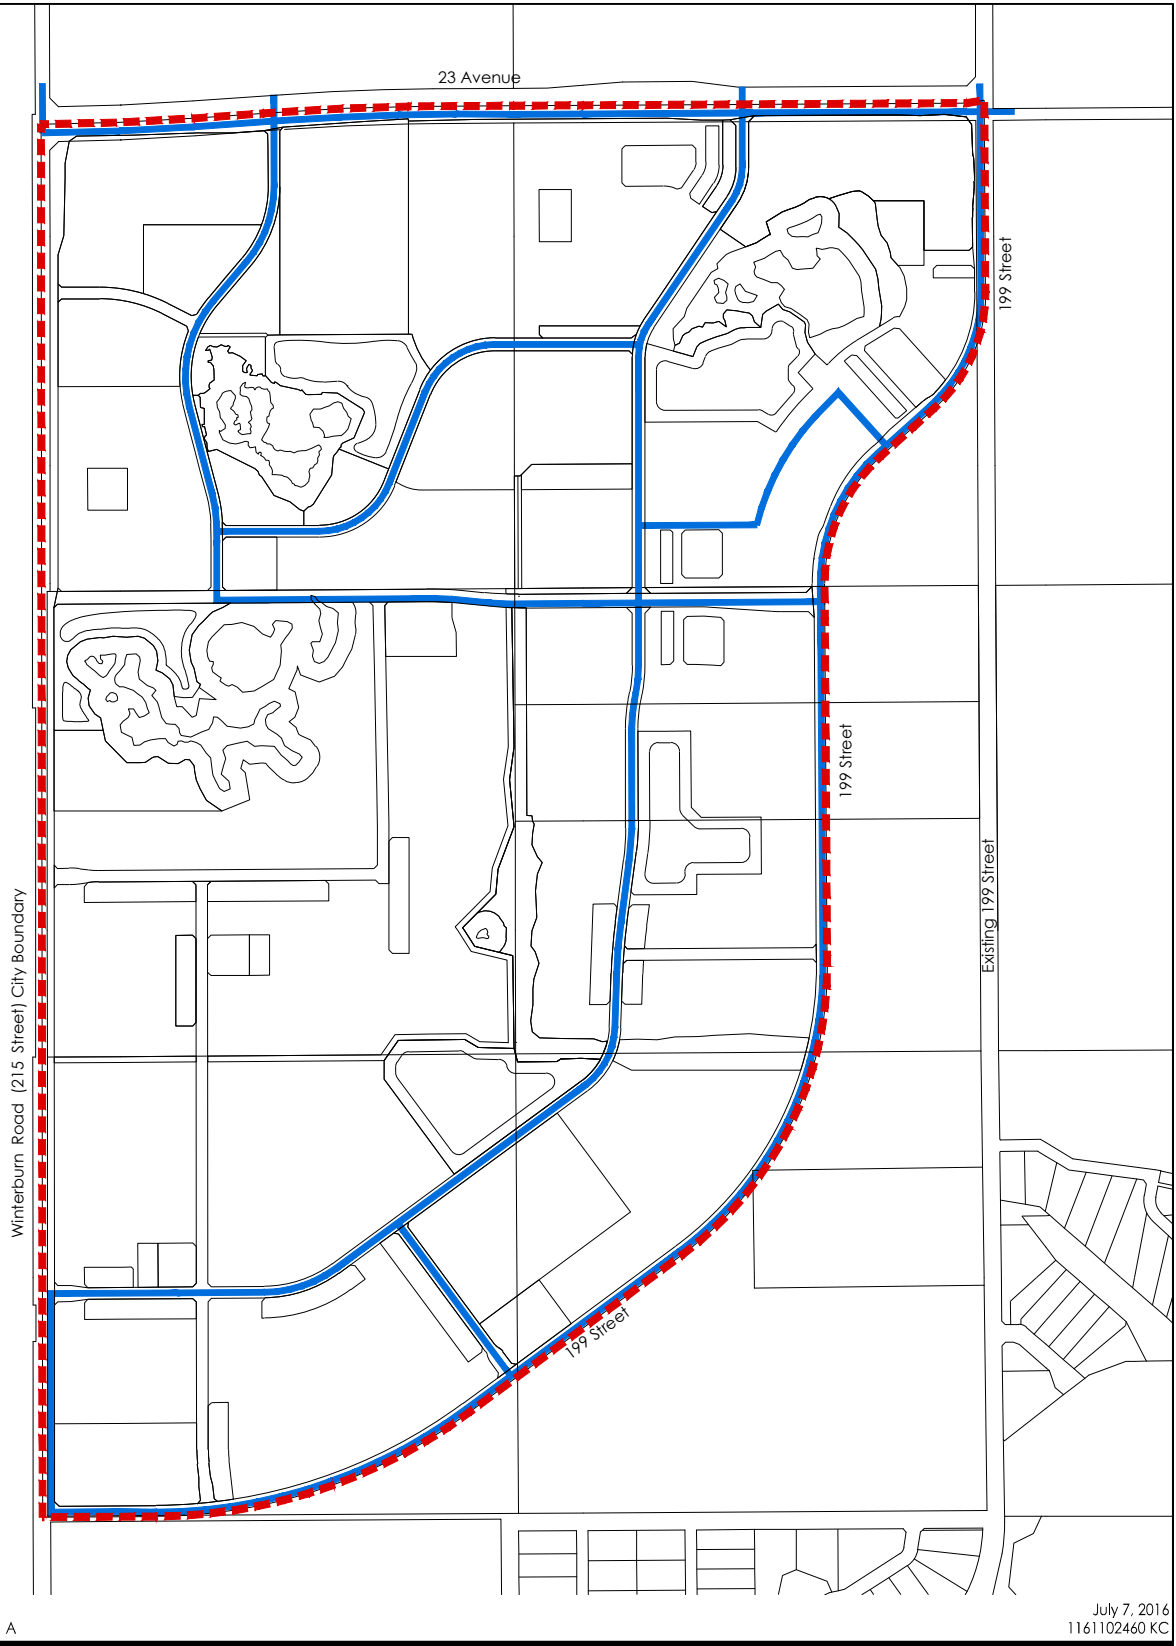 23 Avenue
199 Street
199 Street
Existing 199 Street
Winterburn Road (215 Street) City Boundary
199 Street
July 7, 2016
1161102460 KC
A